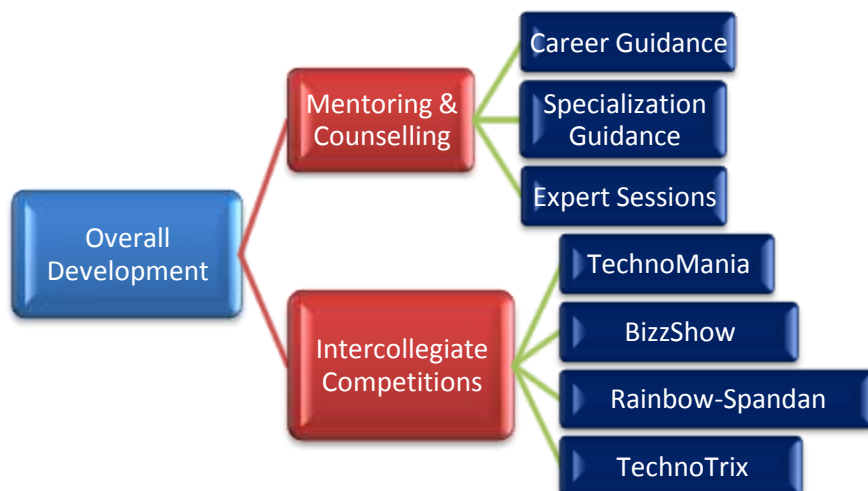 Overall
Development
Mentoring &
Counselling
Career Guidance
Specialization
Guidance
Expert Sessions
Intercollegiate
Competitions
TechnoMania
BizzShow
Rainbow-Spandan
TechnoTrix